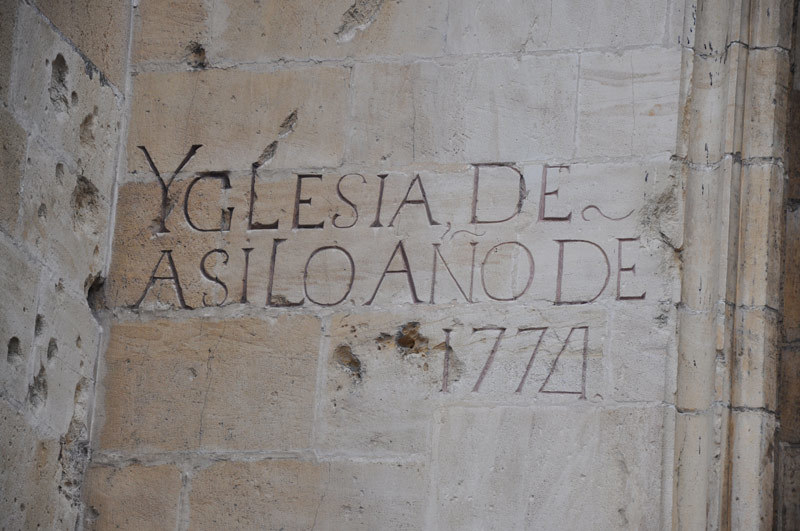 YGLESIA, DE~
ASILO. AÑO DE
1774.